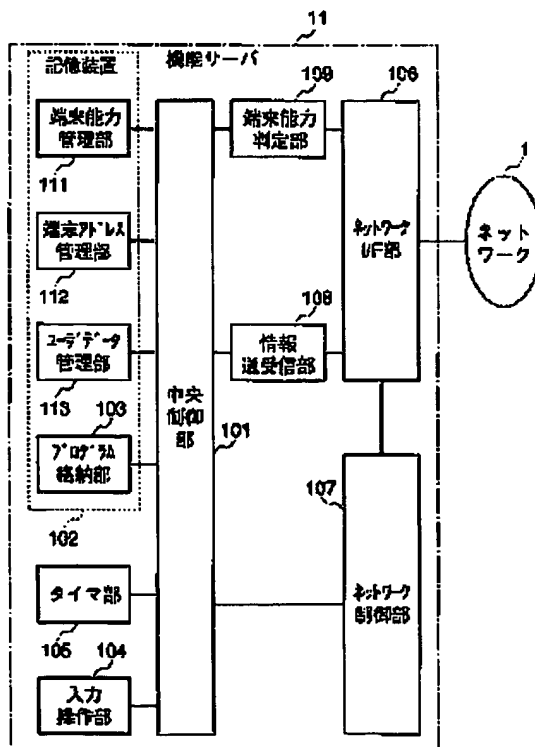 11
記憶装置
機能サーバ
端末能力
管理部
111
109
端末能力
判定部
106
ネットワーク
I/F部
1
ネット
ワーク
端末アドレス
管理部
112
ユーザデータ
管理部
113
108
情報
送受信部
中央
制御
部
101
103
プログラム
格納部
102
107
ネットワーク
制御部
タイマ部
105
104
入力
操作部